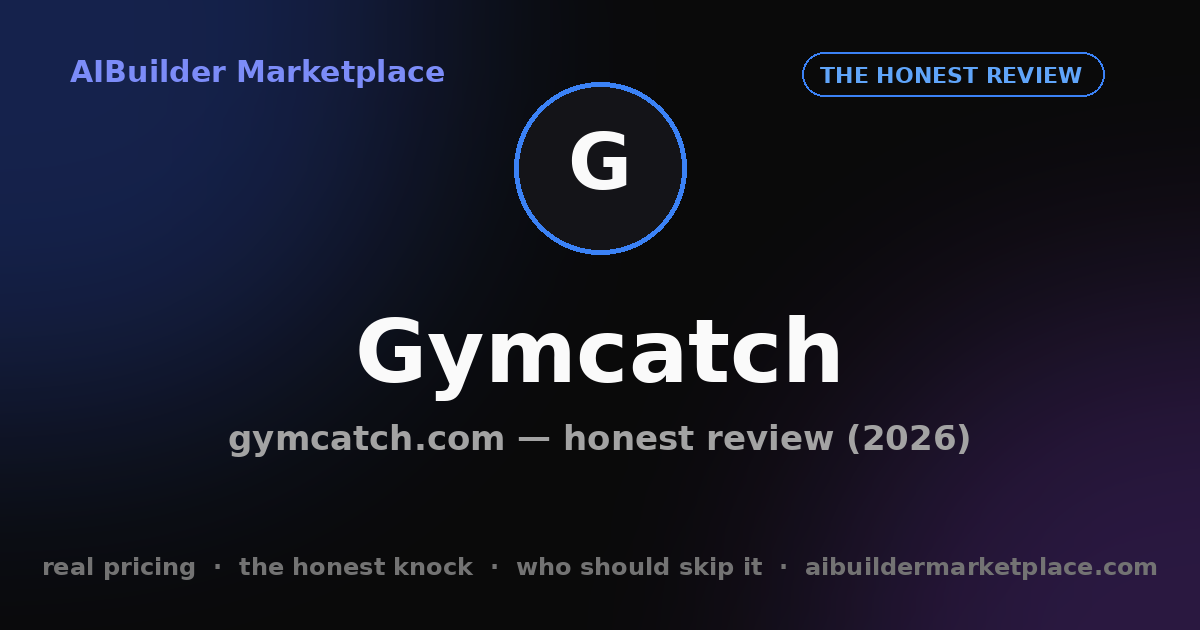 AIBuilder Marketplace
THE HONEST REVIEW
G
Gymcatch
gymcatch.com — honest review (2026)
real pricing · the honest knock · who should skip it · aibuildermarketplace.com